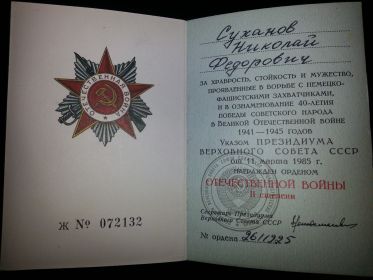 ОТЕЧЕСТВЕННАЯ ВОЙНА
Ж № 072132
Суханов
Николай
Федорович
ЗА ХРАБРОСТЬ, СТОЙКОСТЬ И МУЖЕСТВО,
ПРОЯВЛЕННЫЕ В БОРЬБЕ С НЕМЕЦКО-
ФАШИСТСКИМИ ЗАХВАТЧИКАМИ,
И В ОЗНАМЕНОВАНИЕ 40-ЛЕТИЯ
ПОБЕДЫ СОВЕТСКОГО НАРОДА
В ВЕЛИКОЙ ОТЕЧЕСТВЕННОЙ ВОЙНЕ
1941—1945 ГОДОВ
Указом ПРЕЗИДИУМА
ВЕРХОВНОГО СОВЕТА СССР
от 11 марта 1985 г.
НАГРАЖДЕН ОРДЕНОМ
ОТЕЧЕСТВЕННОЙ ВОЙНЫ
II степени
Секретарь Президиума
Верховного Совета СССР
№ ордена 2611925